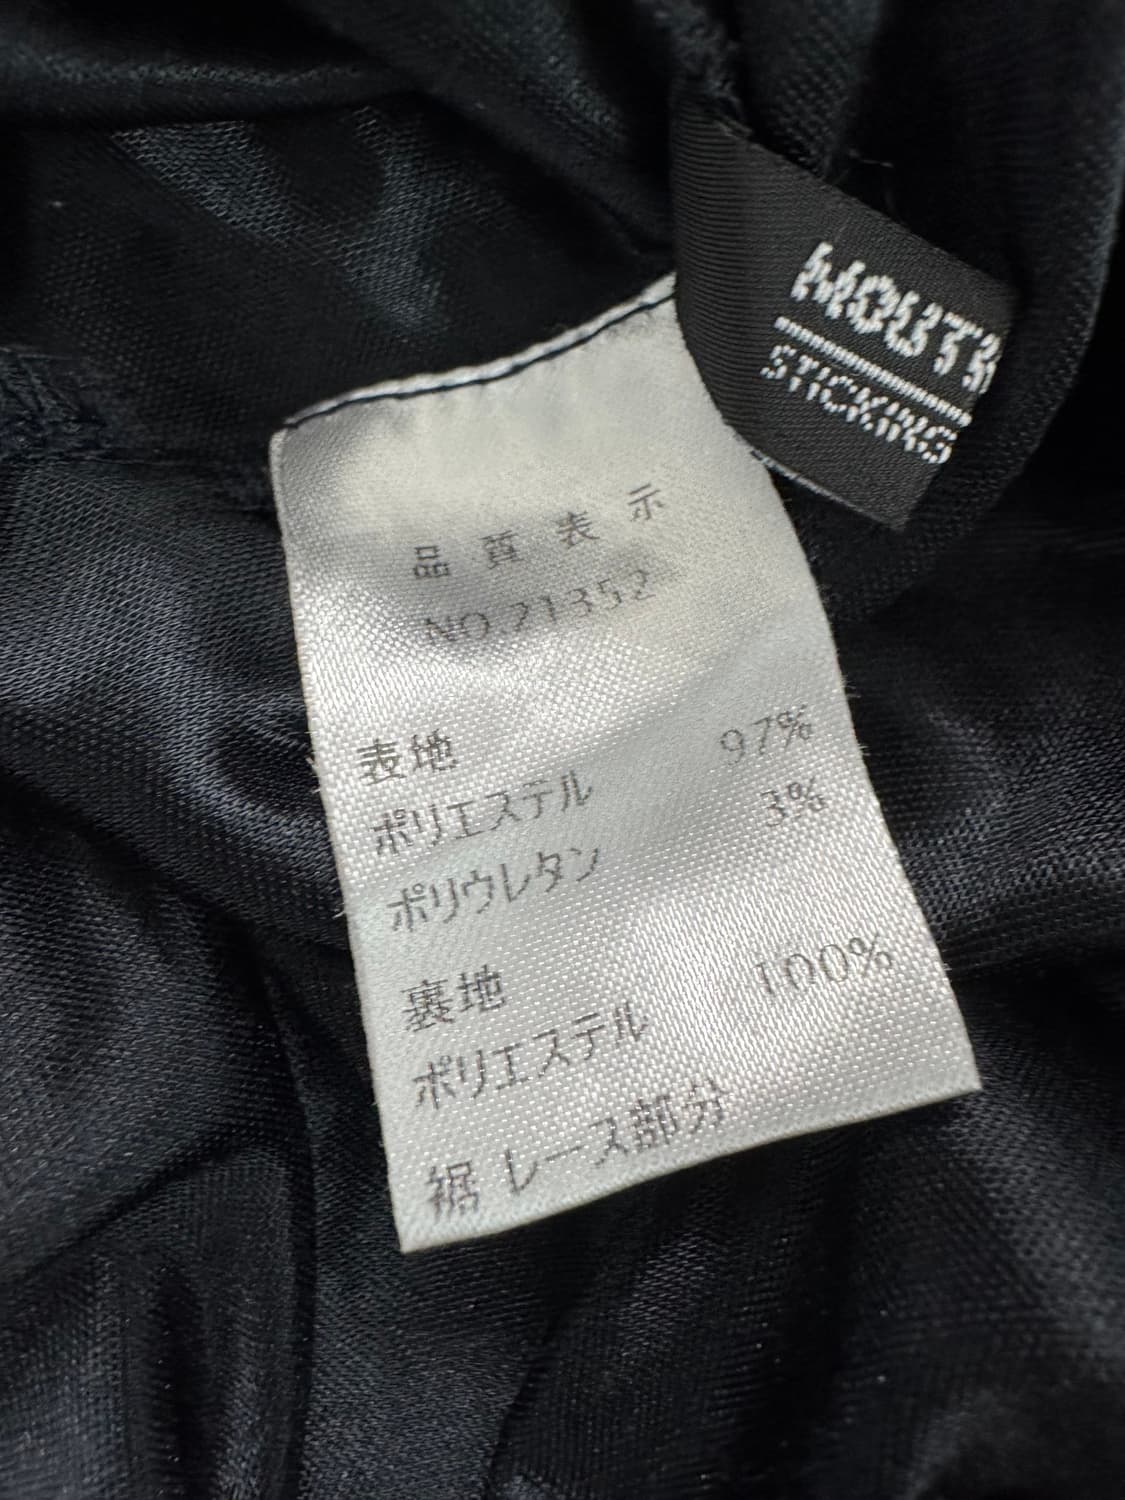 MOUTH
STICKING
品質表示
NO.71352
表地
ポリエステル 97%
ポリウレタン 3%
裏地
ポリエステル 100%
裾 レース部分